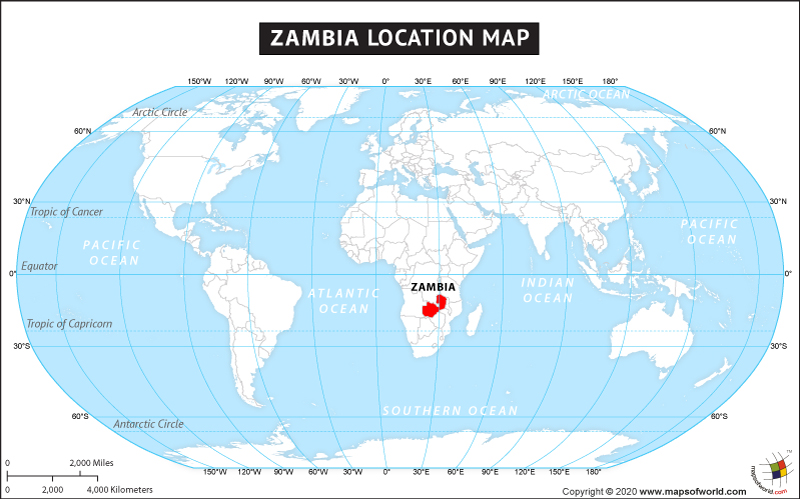 ZAMBIA LOCATION MAP
150°W 120°W 90°W 60°W 30°W 0° 30°E 60°E 90°E 120°E 150°E 180°
ARCTIC OCEAN
Arctic Circle
60°N 60°N
30°N 30°N
Tropic of Cancer
PACIFIC
OCEAN
PACIFIC
OCEAN
Equator
0° 0°
ZAMBIA
ATLANTIC
OCEAN
INDIAN
OCEAN
Tropic of Capricorn
30°S 30°S
SOUTHERN OCEAN
60°S 60°S
Antarctic Circle
150°W 120°W 90°W 60°W 30°W 0° 30°E 60°E 90°E 120°E 150°E 180°
0 2,000 Miles
2,000 4,000 Kilometers
mapsofworld.com
TM
Copyright © 2020 www.mapsofworld.com